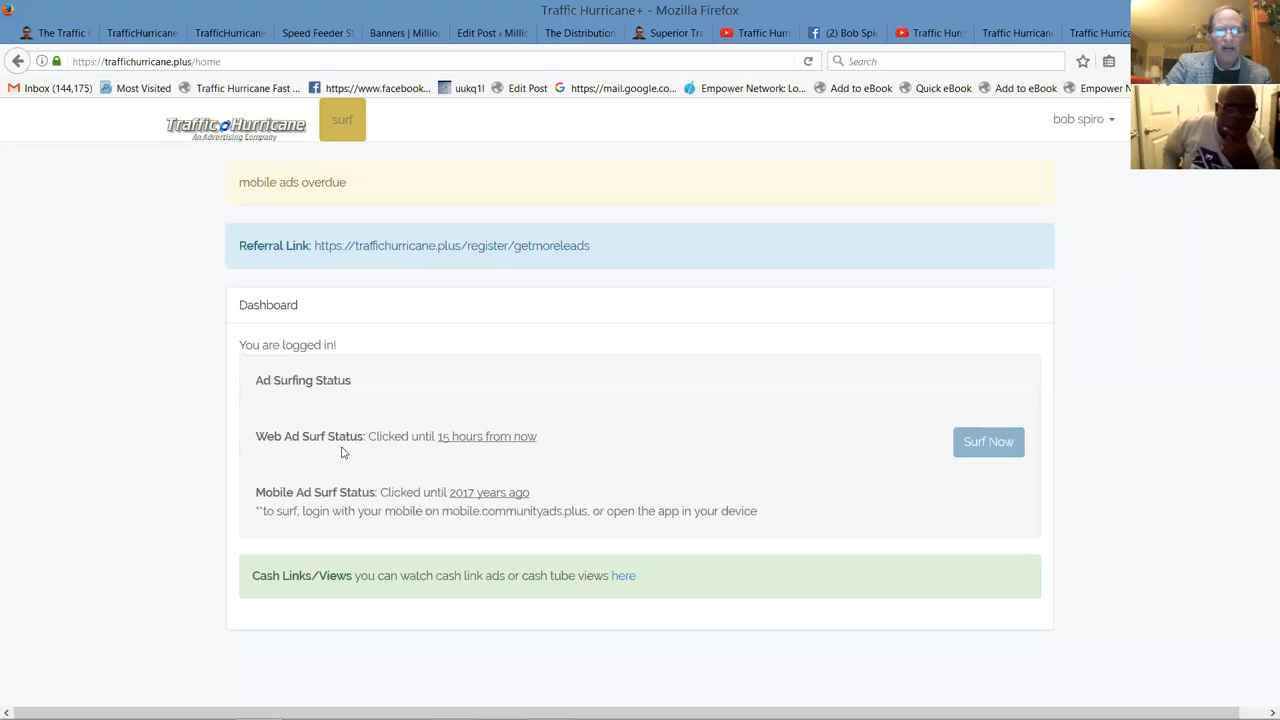 Traffic Hurricane+ - Mozilla Firefox
The Traffic I
TrafficHurricane
TrafficHurricane
Speed Feeder St
Banners | Millio
Edit Post ‹ Millic
The Distribution
Superior Tra
Traffic Hurr
(2) Bob Spi
Traffic Hurr
TrafficHurricane
Traffic Hurric
https://traffichurricane.plus/home
Search
Inbox (144,175)
Most Visited
Traffic Hurricane Fast ...
https://www.facebook...
uukq1l
Edit Post
https://mail.google.co...
Empower Network: Lo...
Add to eBook
Quick eBook
Add to eBook
Empower N
Traffic Hurricane
An Advertising Company
surf
bob spiro
mobile ads overdue
Referral Link: https://traffichurricane.plus/register/getmoreleads
Dashboard
You are logged in!
Ad Surfing Status
Web Ad Surf Status: Clicked until 15 hours from now
Surf Now
Mobile Ad Surf Status: Clicked until 2017 years ago
**to surf, login with your mobile on mobile.communityads.plus, or open the app in your device
Cash Links/Views you can watch cash link ads or cash tube views here